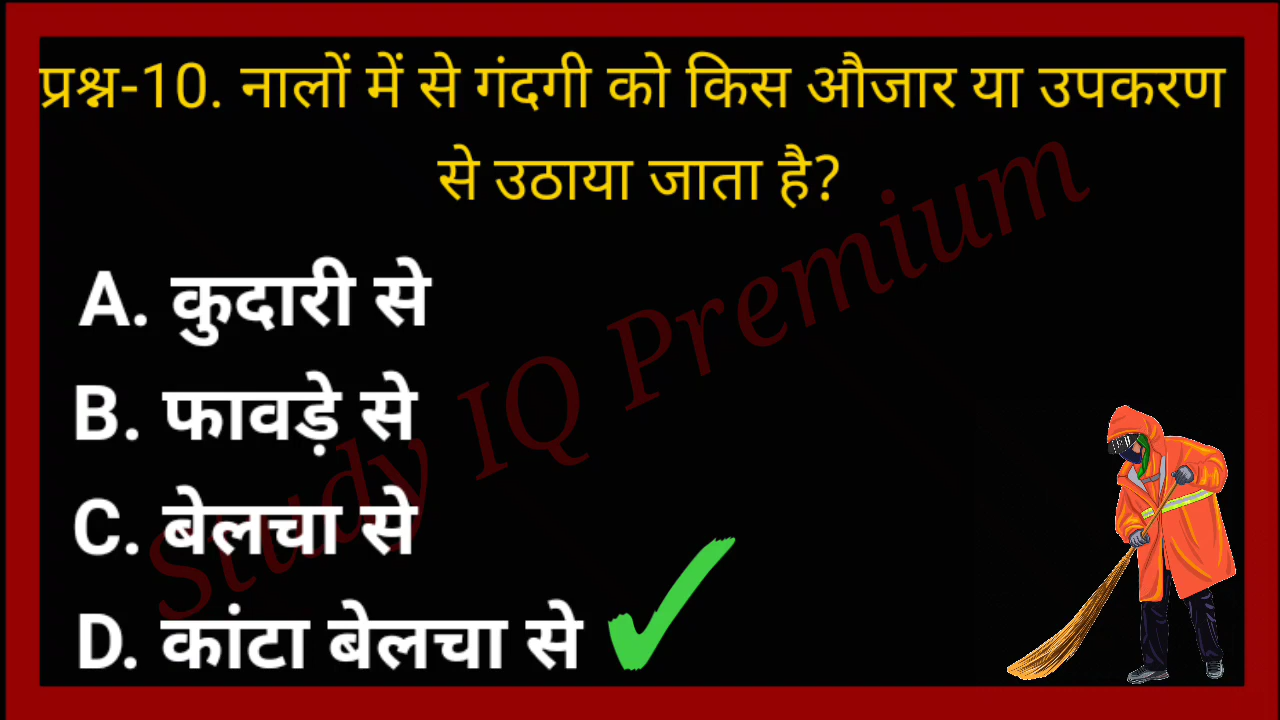 प्रश्न-10. नालों में से गंदगी को किस औजार या उपकरण
से उठाया जाता है?
A. कुदारी से
B. फावड़े से
C. बेलचा से
D. कांटा बेलचा से
Study IQ Premium